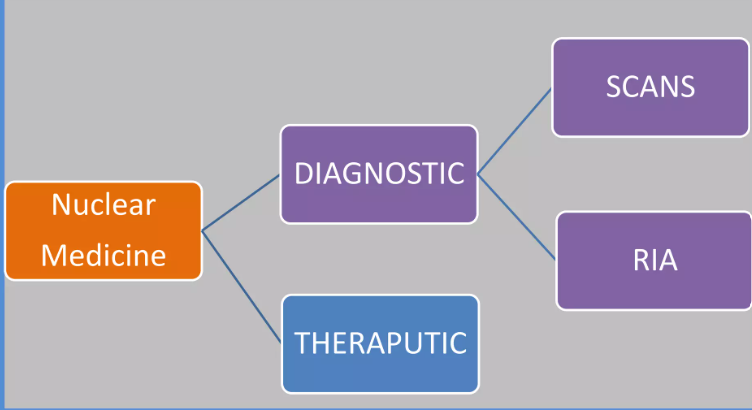 Nuclear
Medicine
DIAGNOSTIC
THERAPUTIC
SCANS
RIA